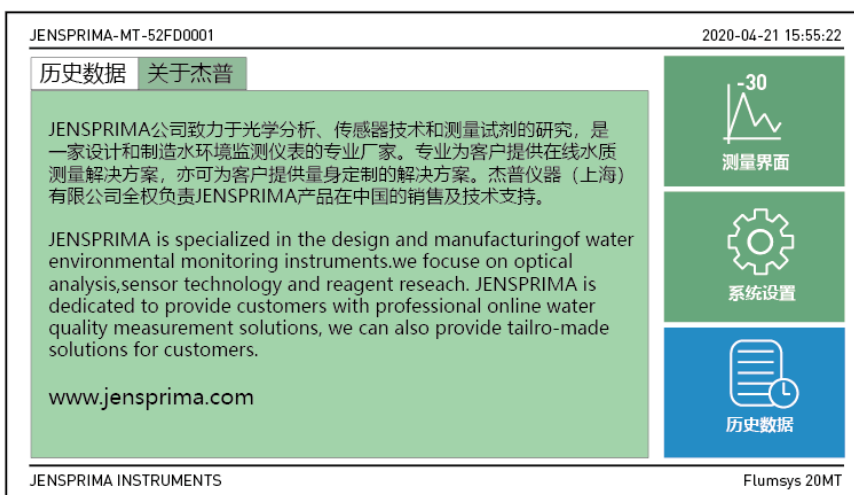 JENSPRIMA-MT-52FD0001
2020-04-21 15:55:22
历史数据
关于杰普
JENSPRIMA公司致力于光学分析、传感器技术和测量试剂的研究，是
一家设计和制造水环境监测仪表的专业厂家。专业为客户提供在线水质
测量解决方案，亦可为客户提供量身定制的解决方案。杰普仪器（上海）
有限公司全权负责JENSPRIMA产品在中国的销售及技术支持。
JENSPRIMA is specialized in the design and manufacturingof water
environmental monitoring instruments.we focuse on optical
analysis,sensor technology and reagent reseach. JENSPRIMA is
dedicated to provide customers with professional online water
quality measurement solutions, we can also provide tailro-made
solutions for customers.
www.jensprima.com
-30
测量界面
系统设置
历史数据
JENSPRIMA INSTRUMENTS
Flumsys 20MT